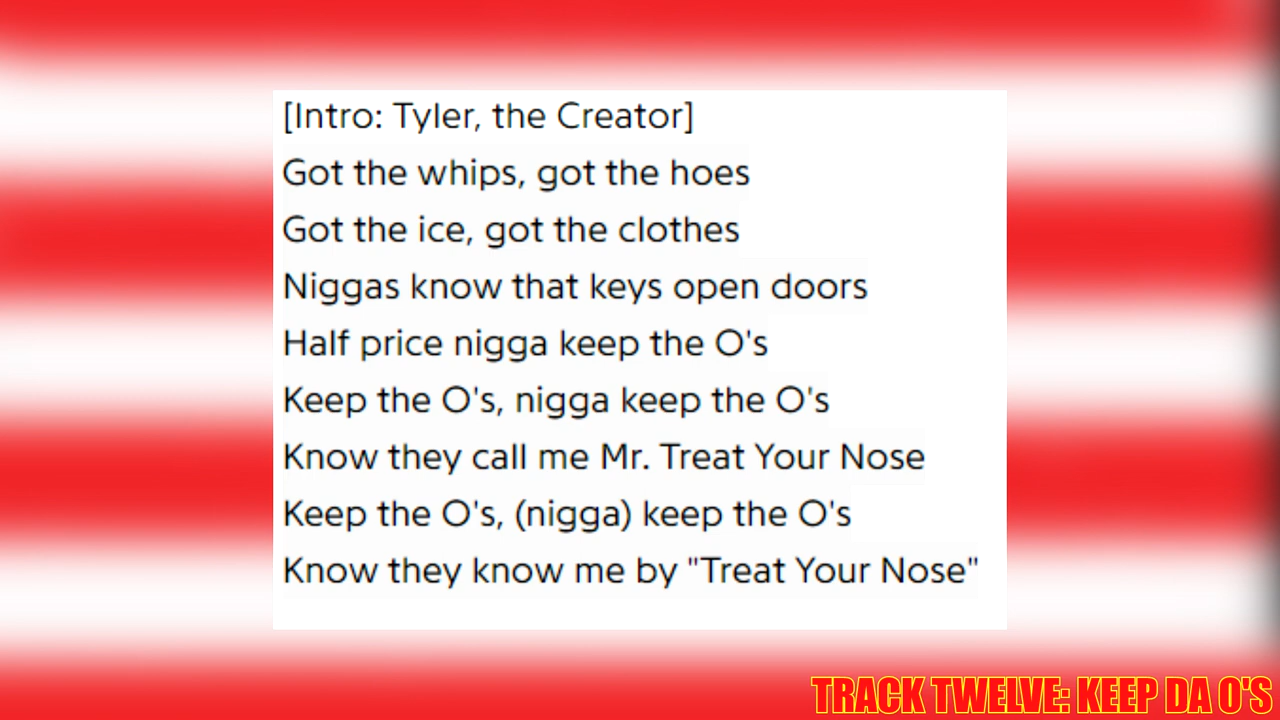 [Intro: Tyler, the Creator]
Got the whips, got the hoes
Got the ice, got the clothes
Niggas know that keys open doors
Half price nigga keep the O's
Keep the O's, nigga keep the O's
Know they call me Mr. Treat Your Nose
Keep the O's, (nigga) keep the O's
Know they know me by "Treat Your Nose"
TRACK TWELVE: KEEP DA O'S